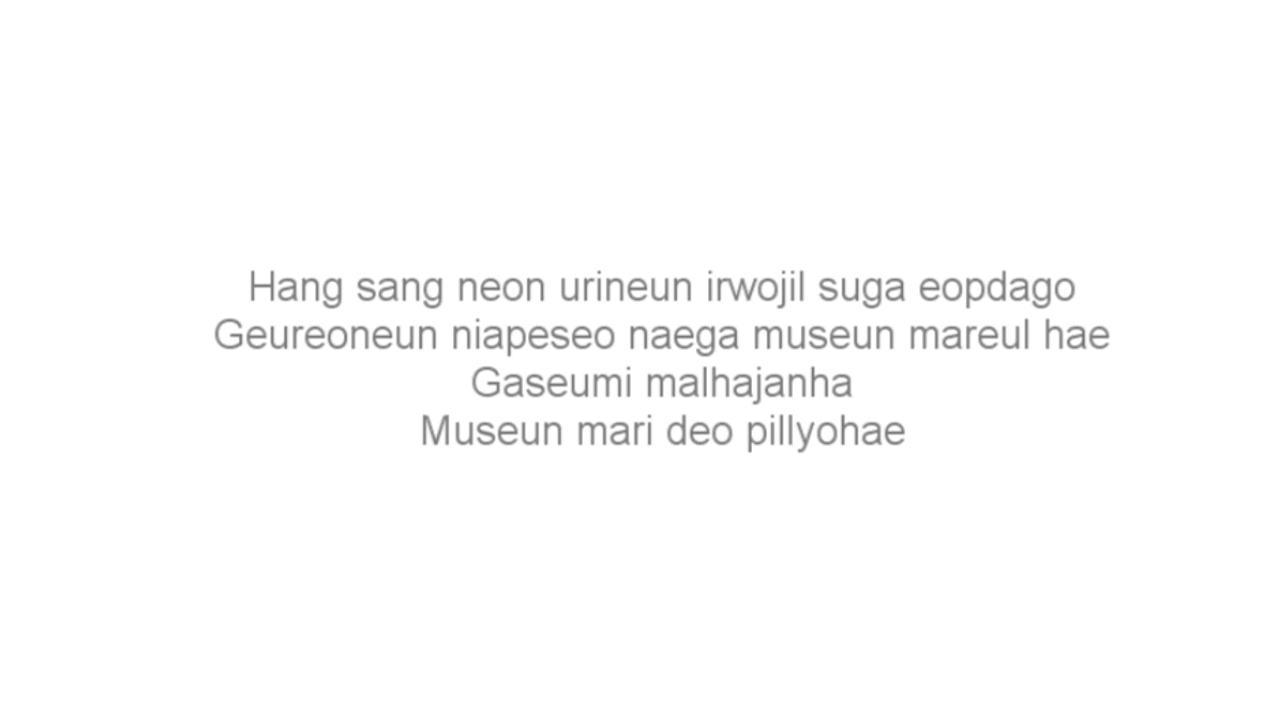 Hang sang neon urineun irwojil suga eopdago
Geureoneun niapeseo naega museun mareul hae
Gaseumi malhajanha
Museun mari deo pillyohae